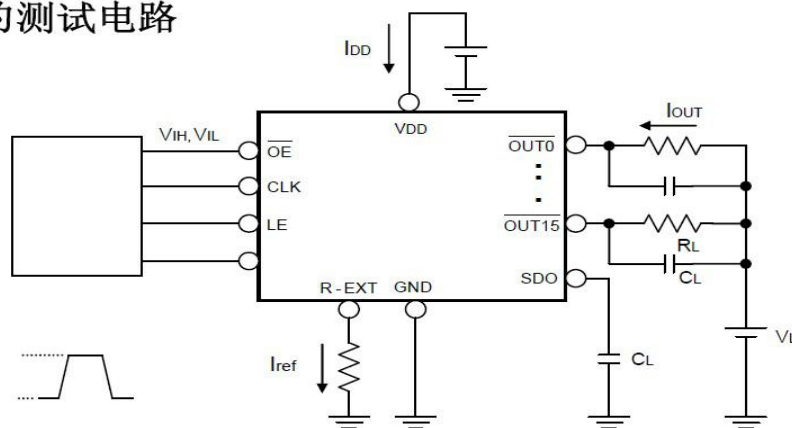 的测试电路
IDD
VDD
VIH, VIL
OE
CLK
LE
R-EXT
GND
OUT0
OUT15
SDO
IOUT
RL
CL
CL
Iref